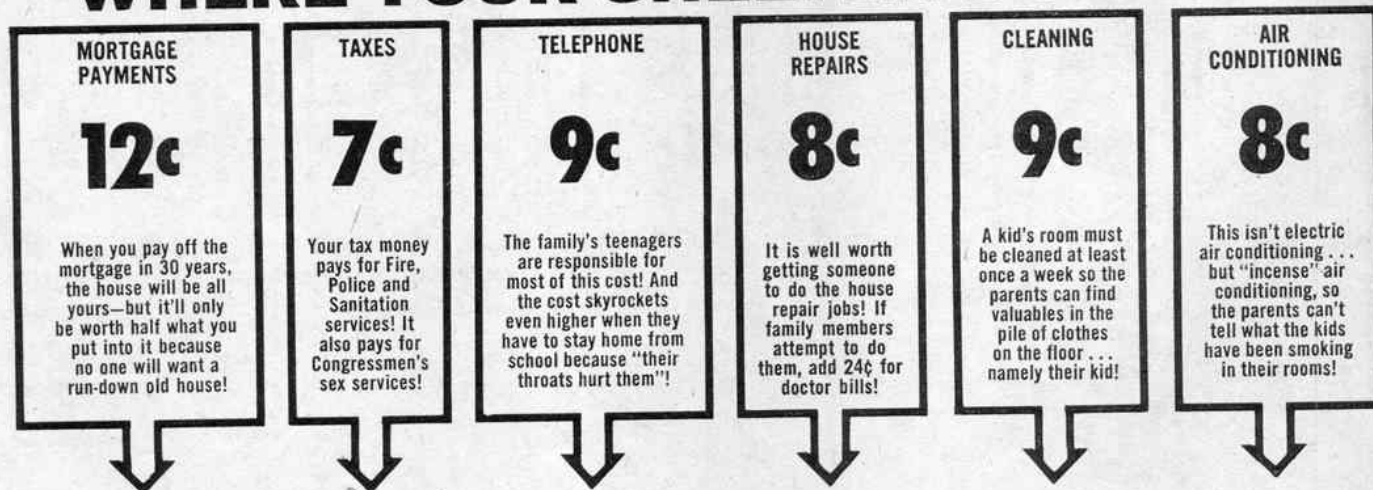 WHERE YOUR
MORTGAGE
PAYMENTS
12c
When you pay off the
mortgage in 30 years,
the house will be all
yours—but it'll only
be worth half what you
put into it because
no one will want a
run-down old house!
TAXES
7c
Your tax money
pays for Fire,
Police and
Sanitation
services! It
also pays for
Congressmen's
sex services!
TELEPHONE
9c
The family's teenagers
are responsible for
most of this cost! And
the cost skyrockets
even higher when they
have to stay home from
school because "their
throats hurt them"!
HOUSE
REPAIRS
8c
It is well worth
getting someone
to do the house
repair jobs! If
family members
attempt to do
them, add 24¢ for
doctor bills!
CLEANING
9c
A kid's room must
be cleaned at least
once a week so the
parents can find
valuables in the
pile of clothes
on the floor . . .
namely their kid!
AIR
CONDITIONING
8c
This isn't electric
air conditioning . . .
but "incense" air
conditioning, so
the parents can't
tell what the kids
have been smoking
in their rooms!